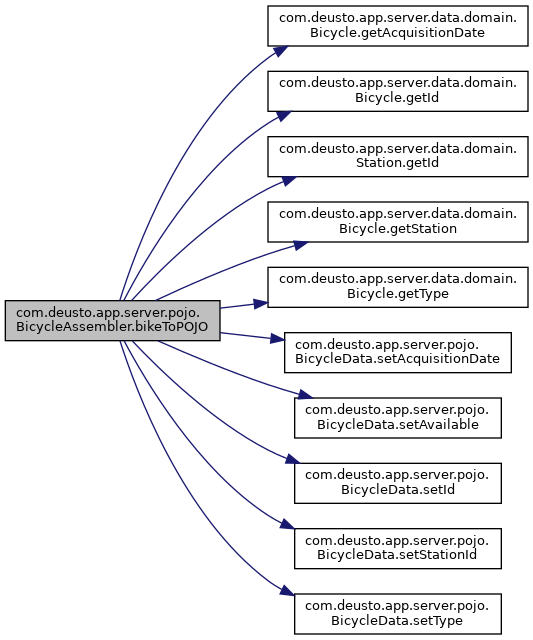 com.deusto.app.server.data.domain.
Bicycle.getAcquisitionDate
com.deusto.app.server.data.domain.
Bicycle.getId
com.deusto.app.server.data.domain.
Station.getId
com.deusto.app.server.data.domain.
Bicycle.getStation
com.deusto.app.server.data.domain.
Bicycle.getType
com.deusto.app.server.pojo.
BicycleAssembler.bikeToPOJO
com.deusto.app.server.pojo.
BicycleData.setAcquisitionDate
com.deusto.app.server.pojo.
BicycleData.setAvailable
com.deusto.app.server.pojo.
BicycleData.setId
com.deusto.app.server.pojo.
BicycleData.setStationId
com.deusto.app.server.pojo.
BicycleData.setType